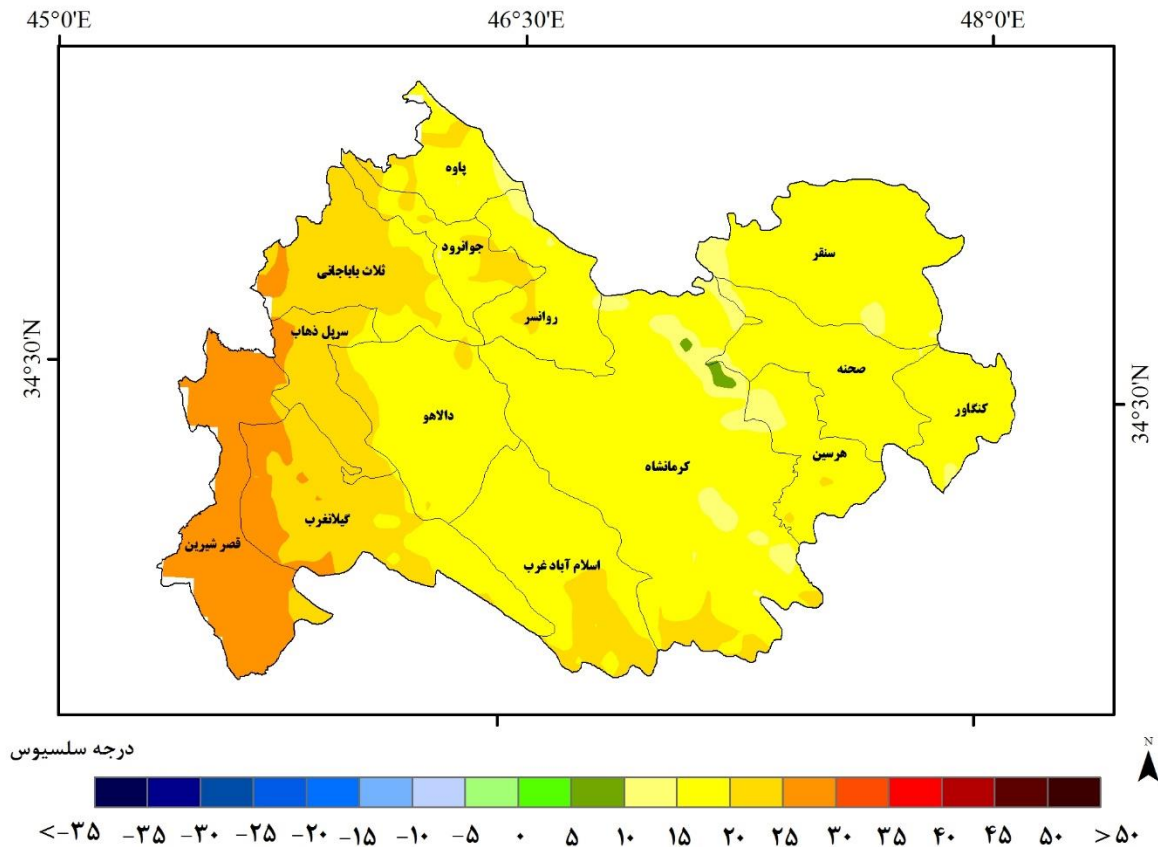 45°0'E 46°30'E 48°0'E
پاوه
جوانرود
سنقر
ثلاث باباجانی
روانسر
سرپل ذهاب
34°30'N
صحنه
دالاهو
کنگاور
34°30'N
هرسین
کرمانشاه
گیلانغرب
قصر شیرین
اسلام آباد غرب
درجه سلسیوس
N
<-۳۵ -۳۵ -۳۰ -۲۵ -۲۰ -۱۵ -۱۰ -۵ ۰ ۵ ۱۰ ۱۵ ۲۰ ۲۵ ۳۰ ۳۵ ۴۰ ۴۵ ۵۰ >۵۰